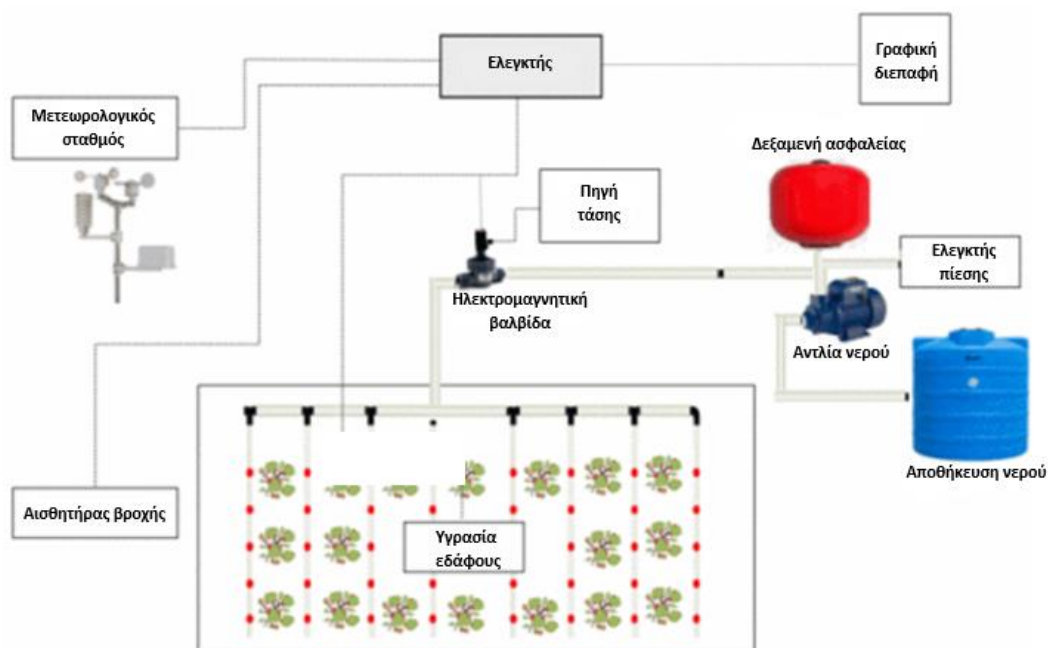 Ελεγκτής
Γραφική
διεπαφή
Μετεωρολογικός
σταθμός
Δεξαμενή ασφαλείας
Πηγή
τάσης
Ελεγκτής
πίεσης
Ηλεκτρομαγνητική
βαλβίδα
Αντλία νερού
Αποθήκευση νερού
Αισθητήρας βροχής
Υγρασία
εδάφους